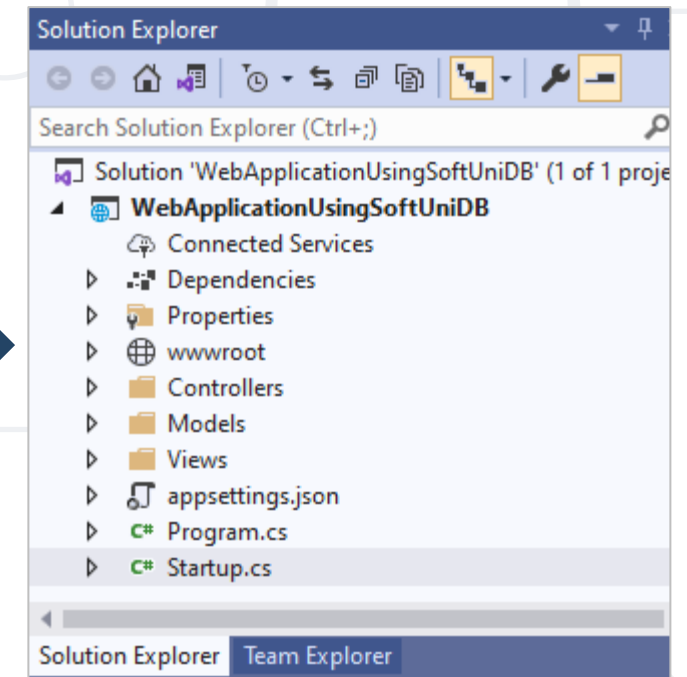 Solution Explorer
Search Solution Explorer (Ctrl+;)
Solution 'WebApplicationUsingSoftUniDB' (1 of 1 proje
WebApplicationUsingSoftUniDB
Connected Services
Dependencies
Properties
wwwroot
Controllers
Models
Views
appsettings.json
C# Program.cs
C# Startup.cs
Solution Explorer Team Explorer